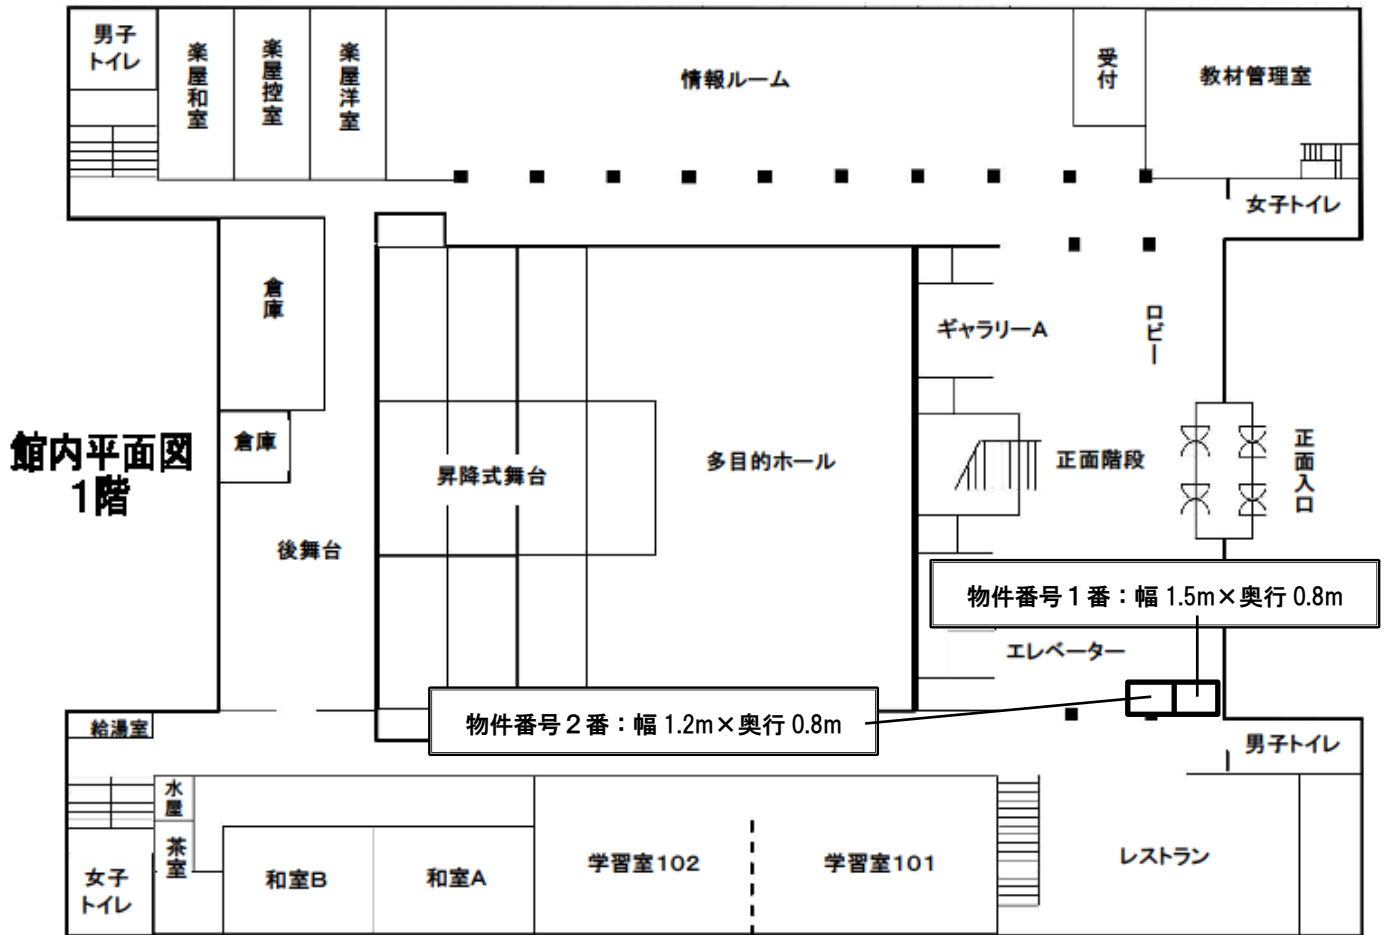 男子
トイレ
楽屋和室
楽屋控室
楽屋洋室
情報ルーム
受付
教材管理室
女子トイレ
倉庫
ギャラリーA
ロビー
館内平面図
1階
倉庫
昇降式舞台
多目的ホール
正面階段
正面入口
後舞台
物件番号1番:幅 1.5m×奥行 0.8m
エレベーター
物件番号2番:幅 1.2m×奥行 0.8m
給湯室
男子トイレ
水屋
茶室
女子
トイレ
和室B
和室A
学習室102
学習室101
レストラン